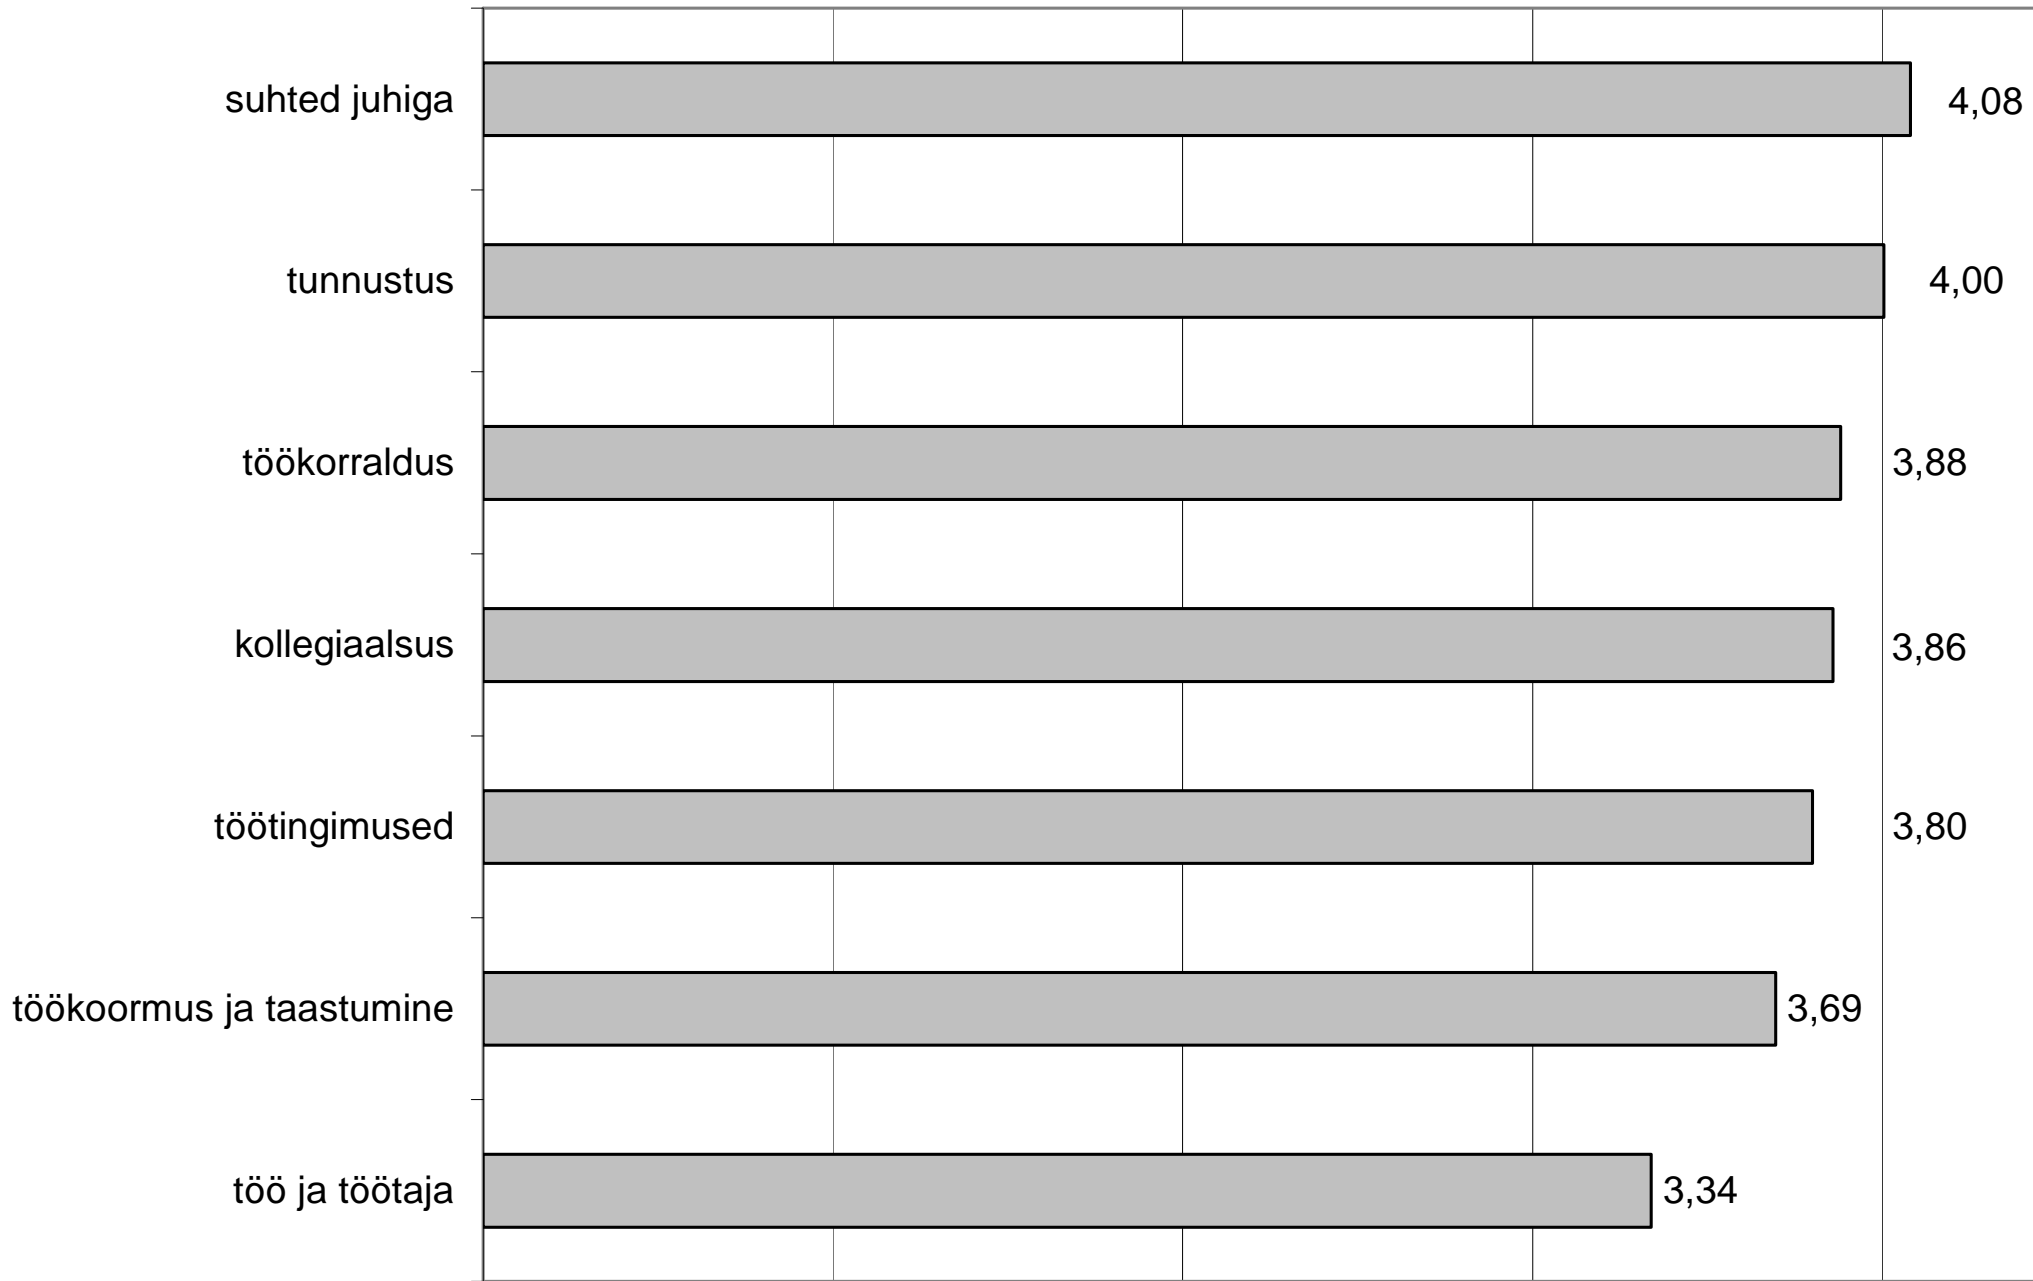 suhted juhiga 4,08
tunnustus 4,00
töökorraldus 3,88
kollegiaalsus 3,86
töötingimused 3,80
töökoormus ja taastumine 3,69
töö ja töötaja 3,34